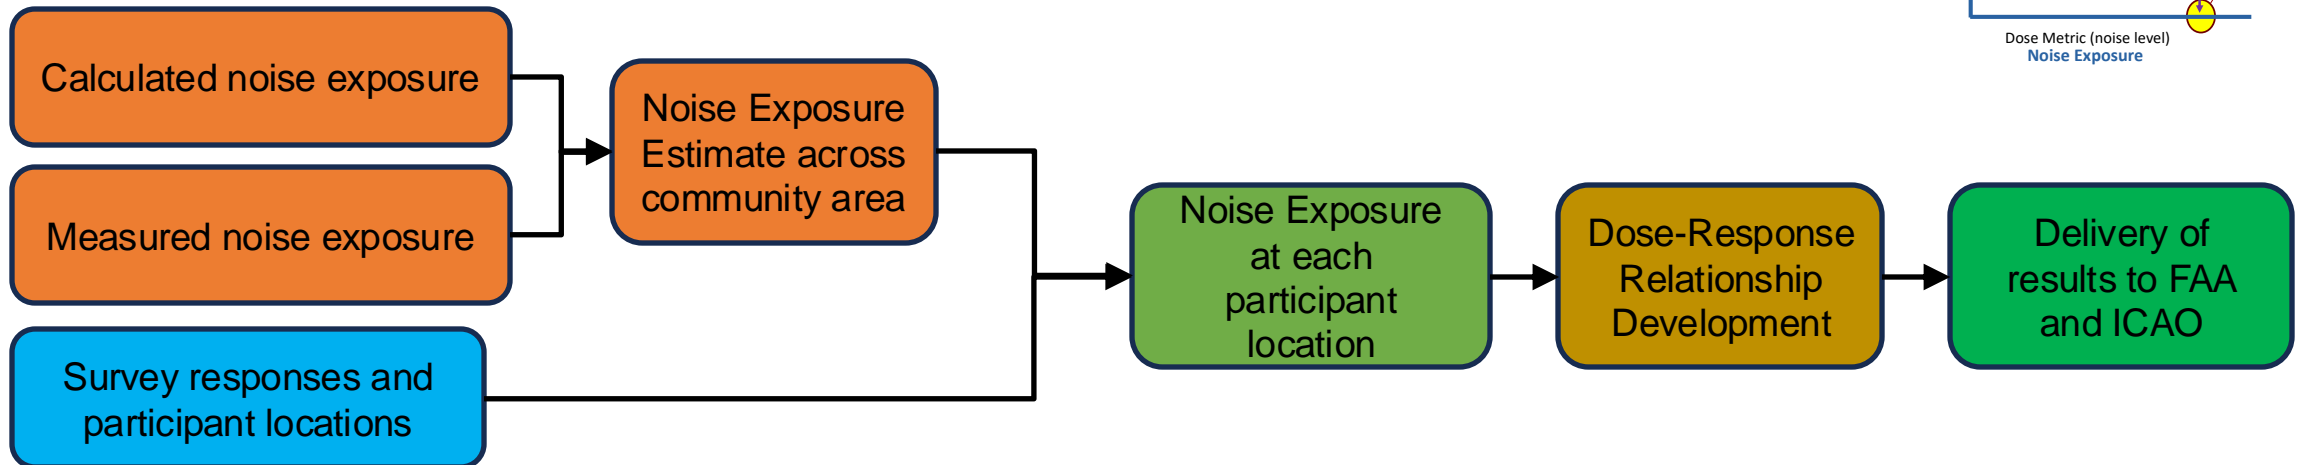 Dose Metric (noise level)
Noise Exposure
Calculated noise exposure
Measured noise exposure
Survey responses and
participant locations
Noise Exposure
Estimate across
community area
Noise Exposure
at each
participant
location
Dose-Response
Relationship
Development
Delivery of
results to FAA
and ICAO